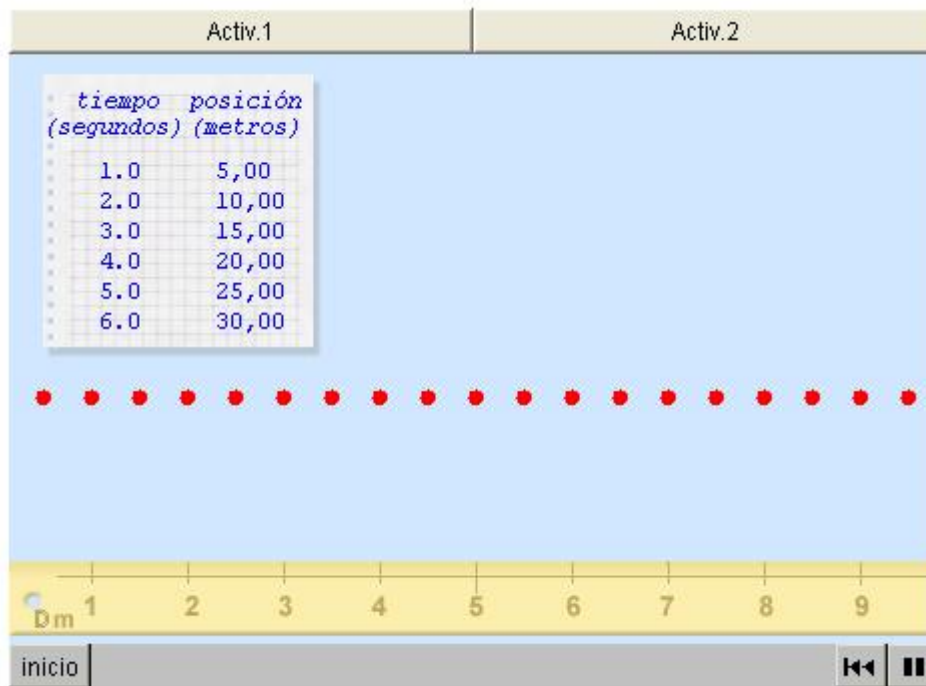 Activ.1 Activ.2
tiempo posición
(segundos) (metros)
1.0 5,00
2.0 10,00
3.0 15,00
4.0 20,00
5.0 25,00
6.0 30,00
Dm 1 2 3 4 5 6 7 8 9
inicio